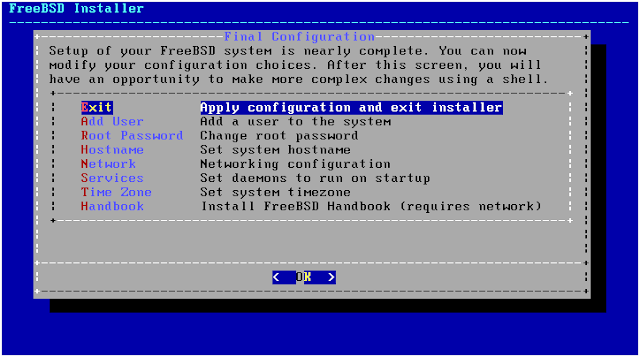 FreeBSD Installer
Final Configuration
Setup of your FreeBSD system is nearly complete. You can now
modify your configuration choices. After this screen, you will
have an opportunity to make more complex changes using a shell.
Exit Apply configuration and exit installer
Add User Add a user to the system
Root Password Change root password
Hostname Set system hostname
Network Networking configuration
Services Set daemons to run on startup
Time Zone Set system timezone
Handbook Install FreeBSD Handbook (requires network)
< OK >